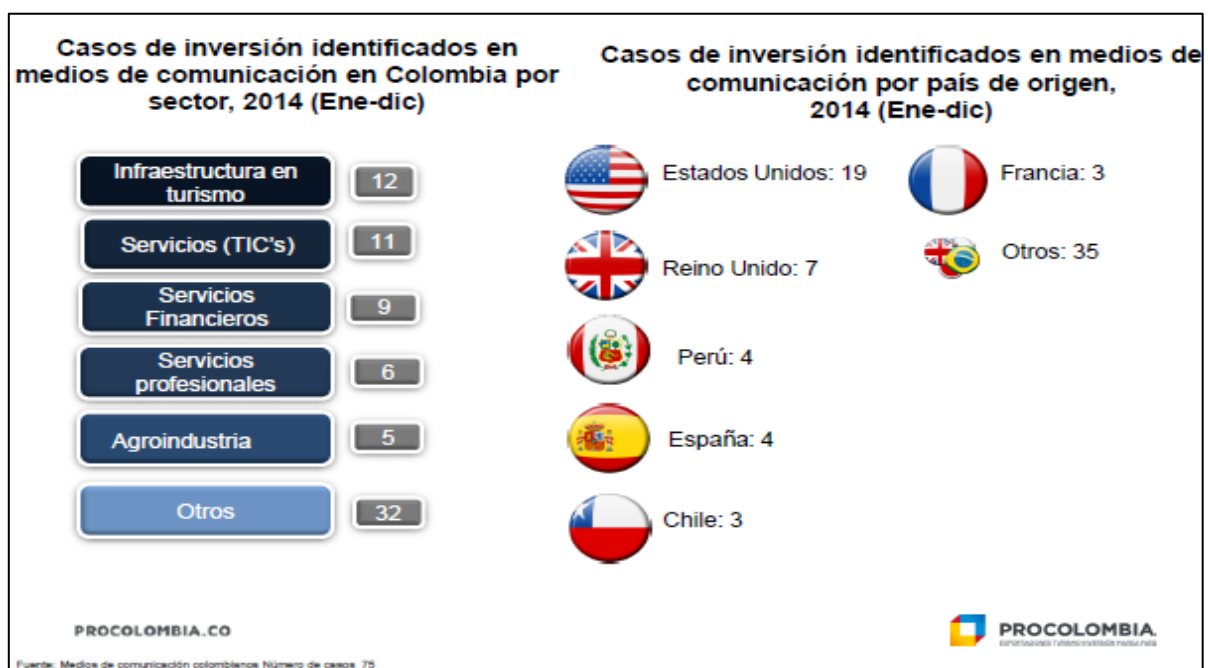 Casos de inversión identificados en
medios de comunicación en Colombia por
sector, 2014 (Ene-dic)
Infraestructura en
turismo
12
Servicios (TIC's)
11
Servicios
Financieros
9
Servicios
profesionales
6
Agroindustria
5
Otros
32
Casos de inversión identificados en medios de
comunicación por país de origen,
2014 (Ene-dic)
Estados Unidos: 19
Reino Unido: 7
Perú: 4
España: 4
Chile: 3
Francia: 3
Otros: 35
PROCOLOMBIA.CO
PROCOLOMBIA
Fuente: Medios de comunicación colombianos Número de casos 75